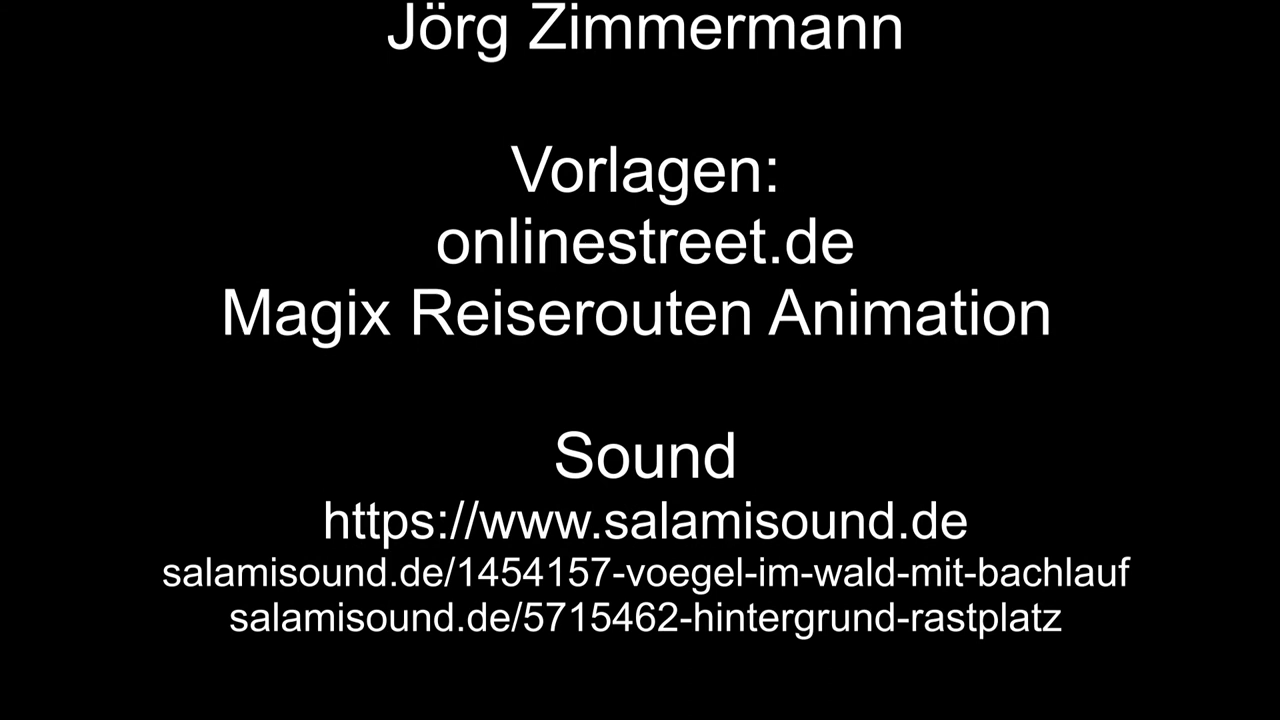 Jörg Zimmermann
Vorlagen:
onlinestreet.de
Magix Reiserouten Animation
Sound
https://www.salamisound.de
salamisound.de/1454157-voegel-im-wald-mit-bachlauf
salamisound.de/5715462-hintergrund-rastplatz